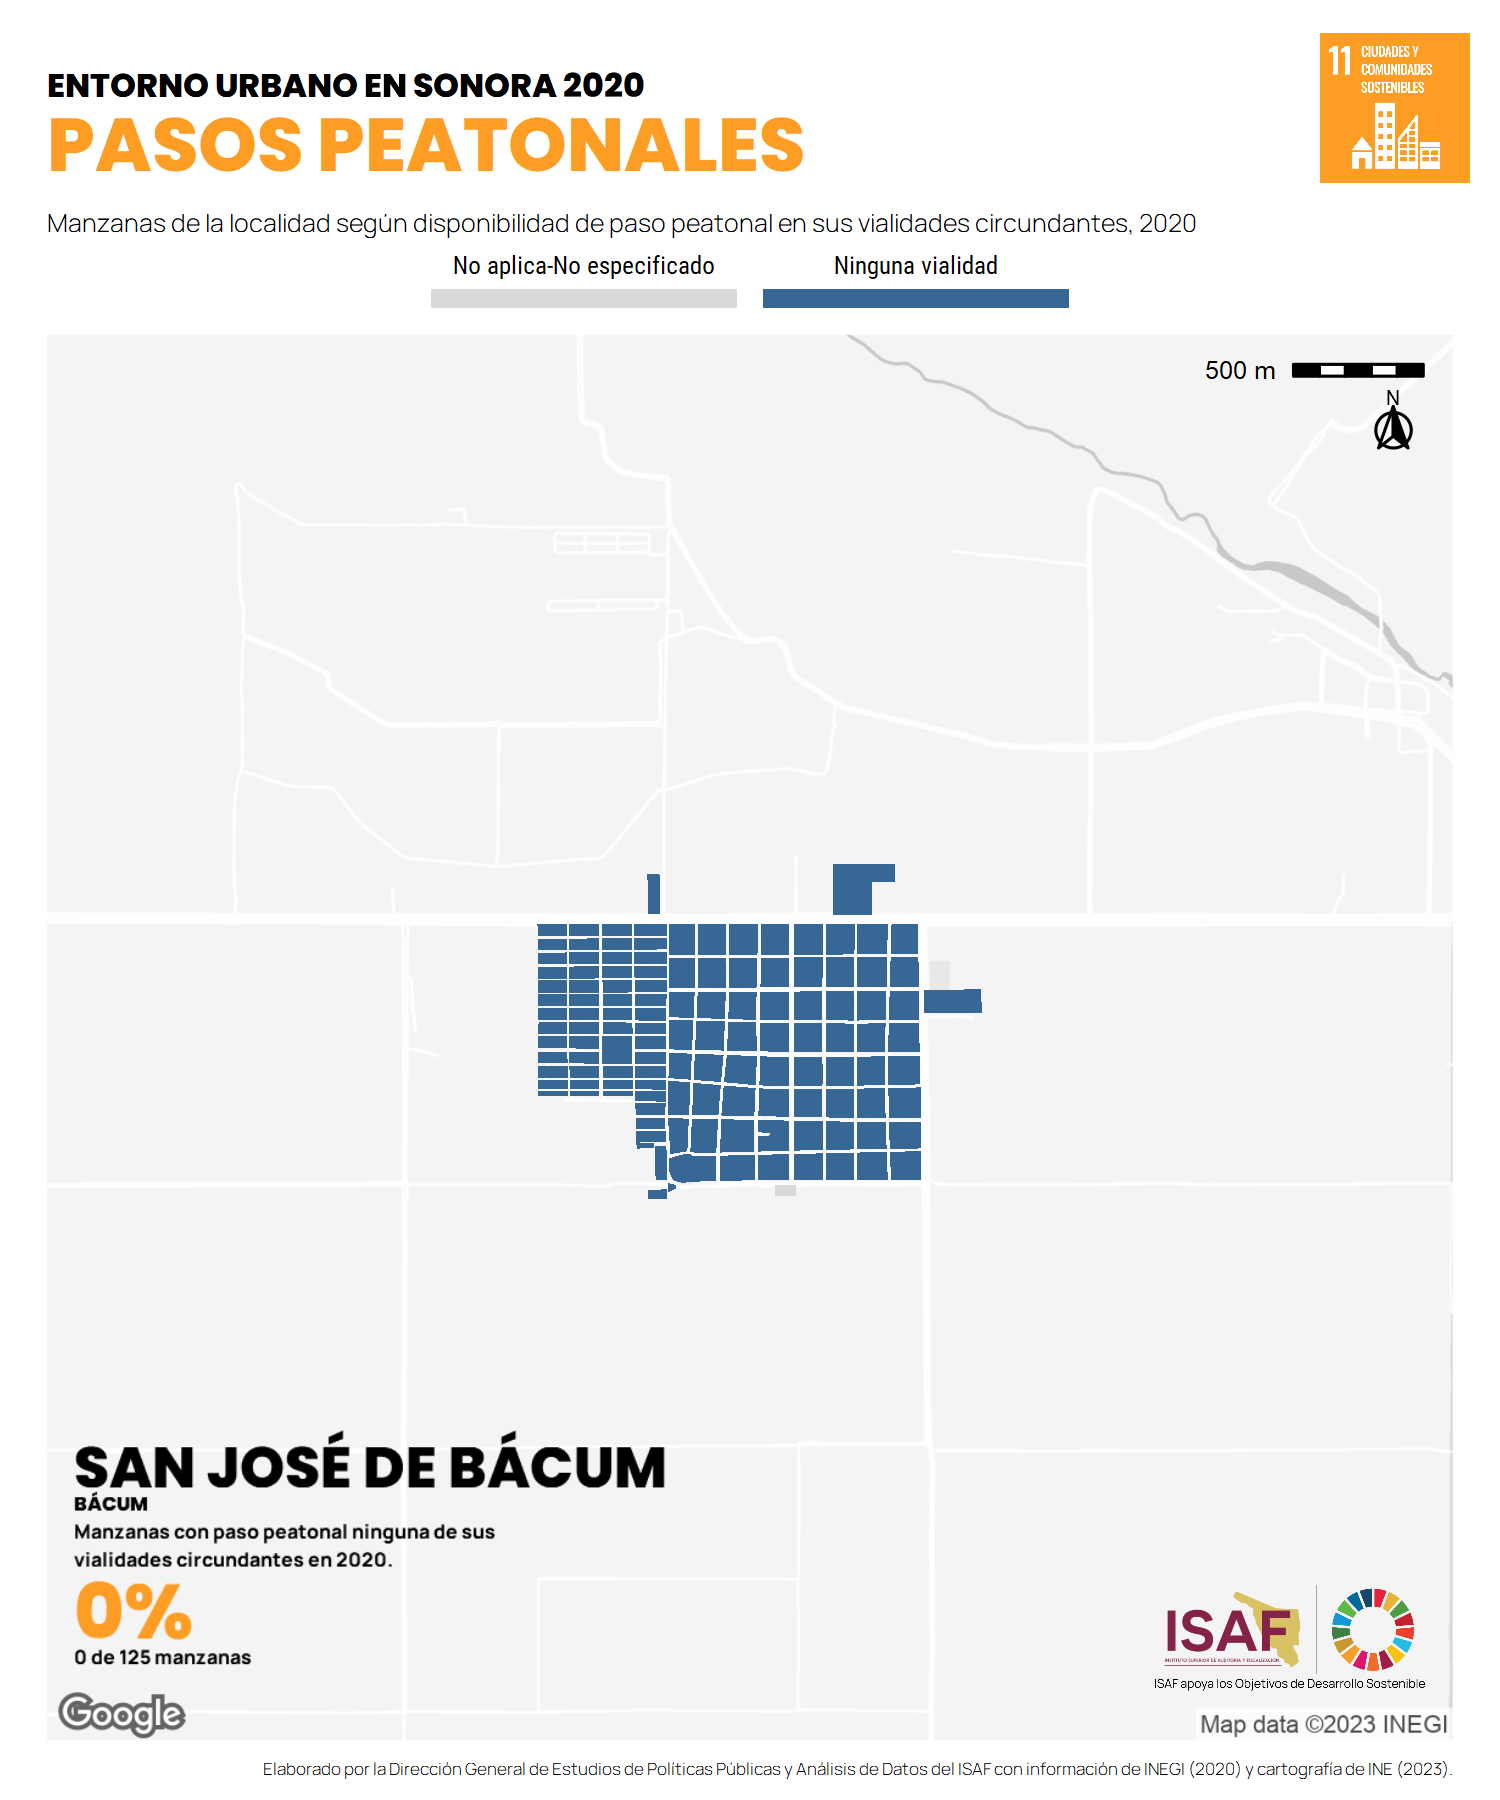 ENTORNO URBANO EN SONORA 2020
PASOS PEATONALES
11 CIUDADES Y
COMUNIDADES
SOSTENIBLES
Manzanas de la localidad según disponibilidad de paso peatonal en sus vialidades circundantes, 2020
No aplica-No especificado
Ninguna vialidad
500 m
N
SAN JOSÉ DE BÁCUM
BÁCUM
Manzanas con paso peatonal ninguna de sus
vialidades circundantes en 2020.
0%
0 de 125 manzanas
Google
ISAF
INSTITUTO SUPERIOR DE AUDITORÍA Y FISCALIZACIÓN
ISAF apoya los Objetivos de Desarrollo Sostenible
Map data ©2023 INEGI
Elaborado por la Dirección General de Estudios de Políticas Públicas y Análisis de Datos del ISAF con información de INEGI (2020) y cartografía de INE (2023).